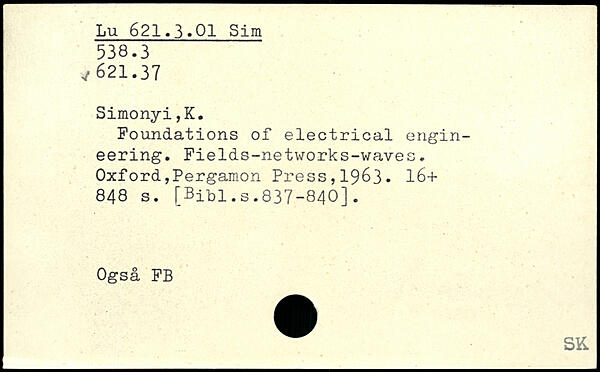 Lu 621.3.01 Sim
538.3
621.37
Simonyi,K.
Foundations of electrical engin-
eering. Fields-networks-waves.
Oxford,Pergamon Press,1963. 16+
848 s. [Bibl.s.837-840].
Også FB
SK